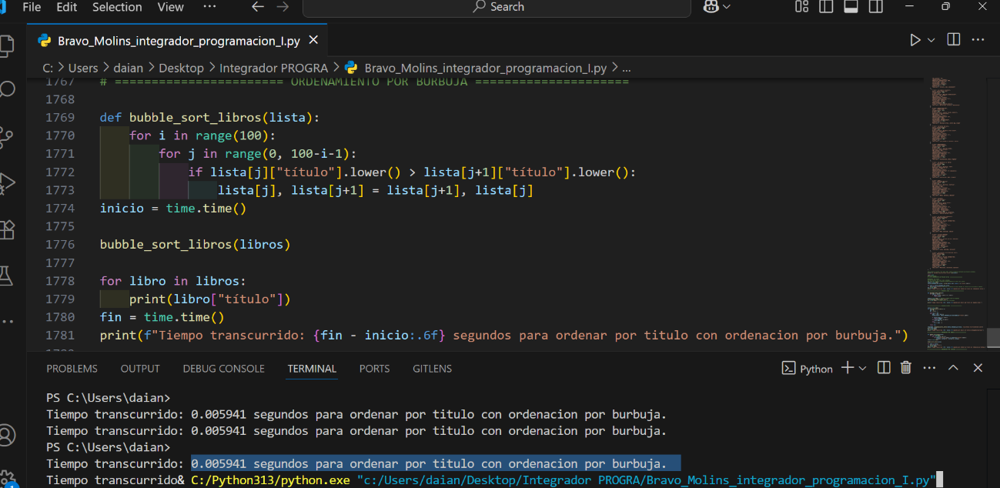 File Edit Selection View ··· Search
Bravo_Molins_integrador_programacion_I.py
C: > Users > daian > Desktop > Integrador PROGRA > Bravo_Molins_integrador_programacion_I.py > ...
1767 # ======================= ORDENAMIENTO POR BURBUJA =====================
1768
1769 def bubble_sort_libros(lista):
1770     for i in range(100):
1771         for j in range(0, 100-i-1):
1772             if lista[j]["título"].lower() > lista[j+1]["título"].lower():
1773                 lista[j], lista[j+1] = lista[j+1], lista[j]
1774 inicio = time.time()
1775
1776 bubble_sort_libros(libros)
1777
1778 for libro in libros:
1779     print(libro["título"])
1780 fin = time.time()
1781 print(f"Tiempo transcurrido: {fin - inicio:.6f} segundos para ordenar por titulo con ordenacion por burbuja.")
PROBLEMS OUTPUT DEBUG CONSOLE TERMINAL PORTS GITLENS Python
PS C:\Users\daian>
Tiempo transcurrido: 0.005941 segundos para ordenar por titulo con ordenacion por burbuja.
Tiempo transcurrido: 0.005941 segundos para ordenar por titulo con ordenacion por burbuja.
PS C:\Users\daian>
Tiempo transcurrido: 0.005941 segundos para ordenar por titulo con ordenacion por burbuja.
Tiempo transcurrido& C:/Python313/python.exe "c:/Users/daian/Desktop/Integrador PROGRA/Bravo_Molins_integrador_programacion_I.py"